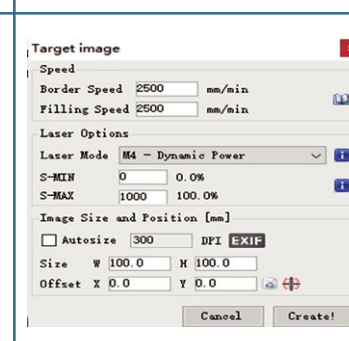 Target image
Speed
Border Speed 2500 mm/min
Filling Speed 2500 mm/min
Laser Options
Laser Mode M4 - Dynamic Power
S-MIN 0 0.0%
S-MAX 1000 100.0%
Image Size and Position [mm]
Autosize 300 DPI EXIF
Size W 100.0 H 100.0
Offset X 0.0 Y 0.0
Cancel Create!